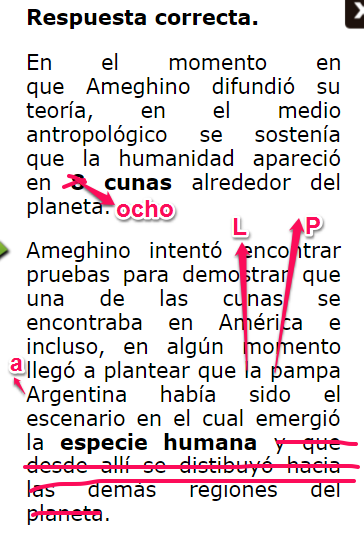 Respuesta correcta.
En el momento en
que Ameghino difundió su
teoría, en el medio
antropológico se sostenía
que la humanidad apareció
en 8 cunas alrededor del
planeta.
ocho
L P
Ameghino intentó encontrar
pruebas para demostrar que
una de las cunas se
encontraba en América e
incluso, en algún momento
llegó a plantear que la pampa
a
Argentina había sido el
escenario en el cual emergió
la especie humana y que
desde allí se distibuyó hacia
las demás regiones del
planeta.